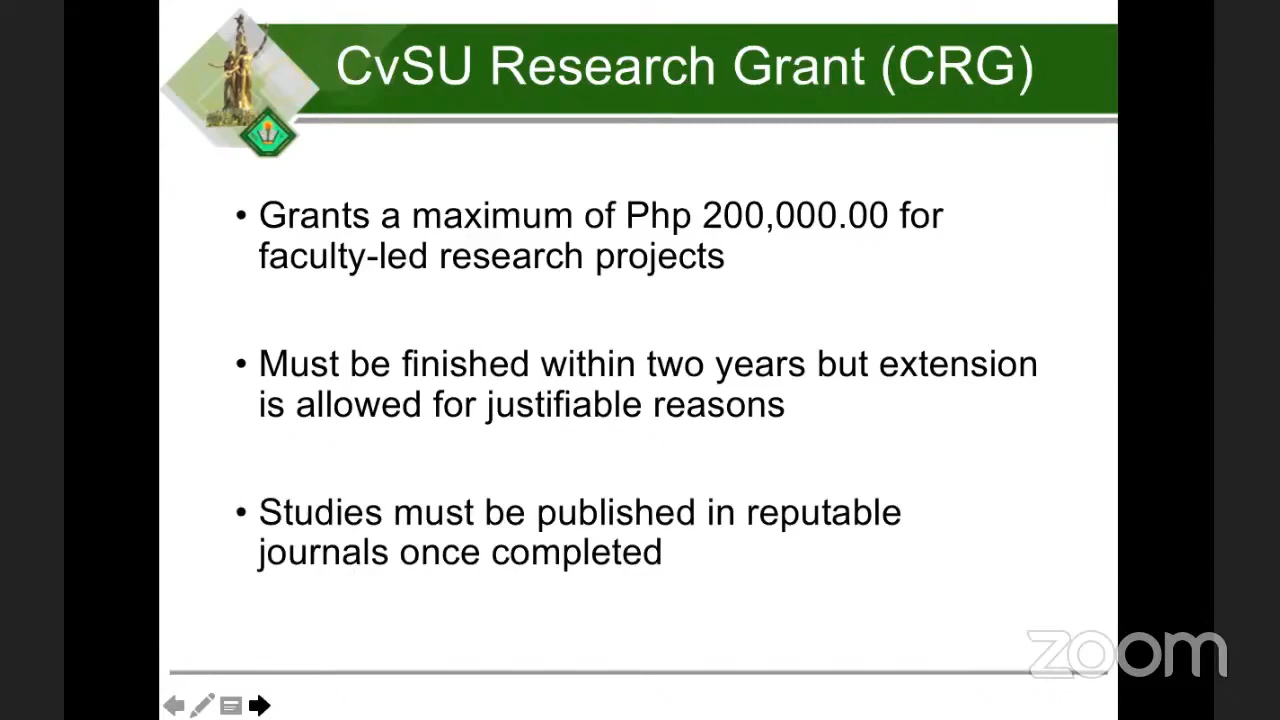 CvSU Research Grant (CRG)
• Grants a maximum of Php 200,000.00 for
faculty-led research projects
• Must be finished within two years but extension
is allowed for justifiable reasons
• Studies must be published in reputable
journals once completed
zoom